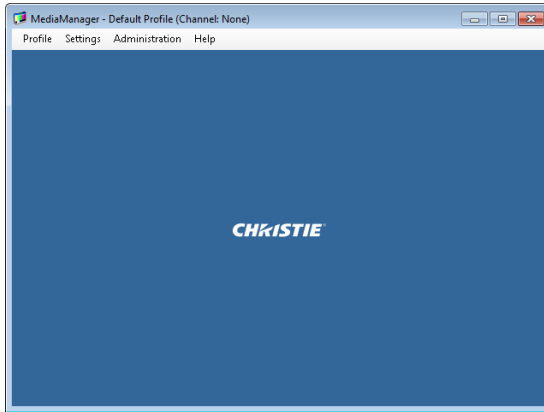 MediaManager - Default Profile (Channel: None)
Profile Settings Administration Help
CHRISTIE